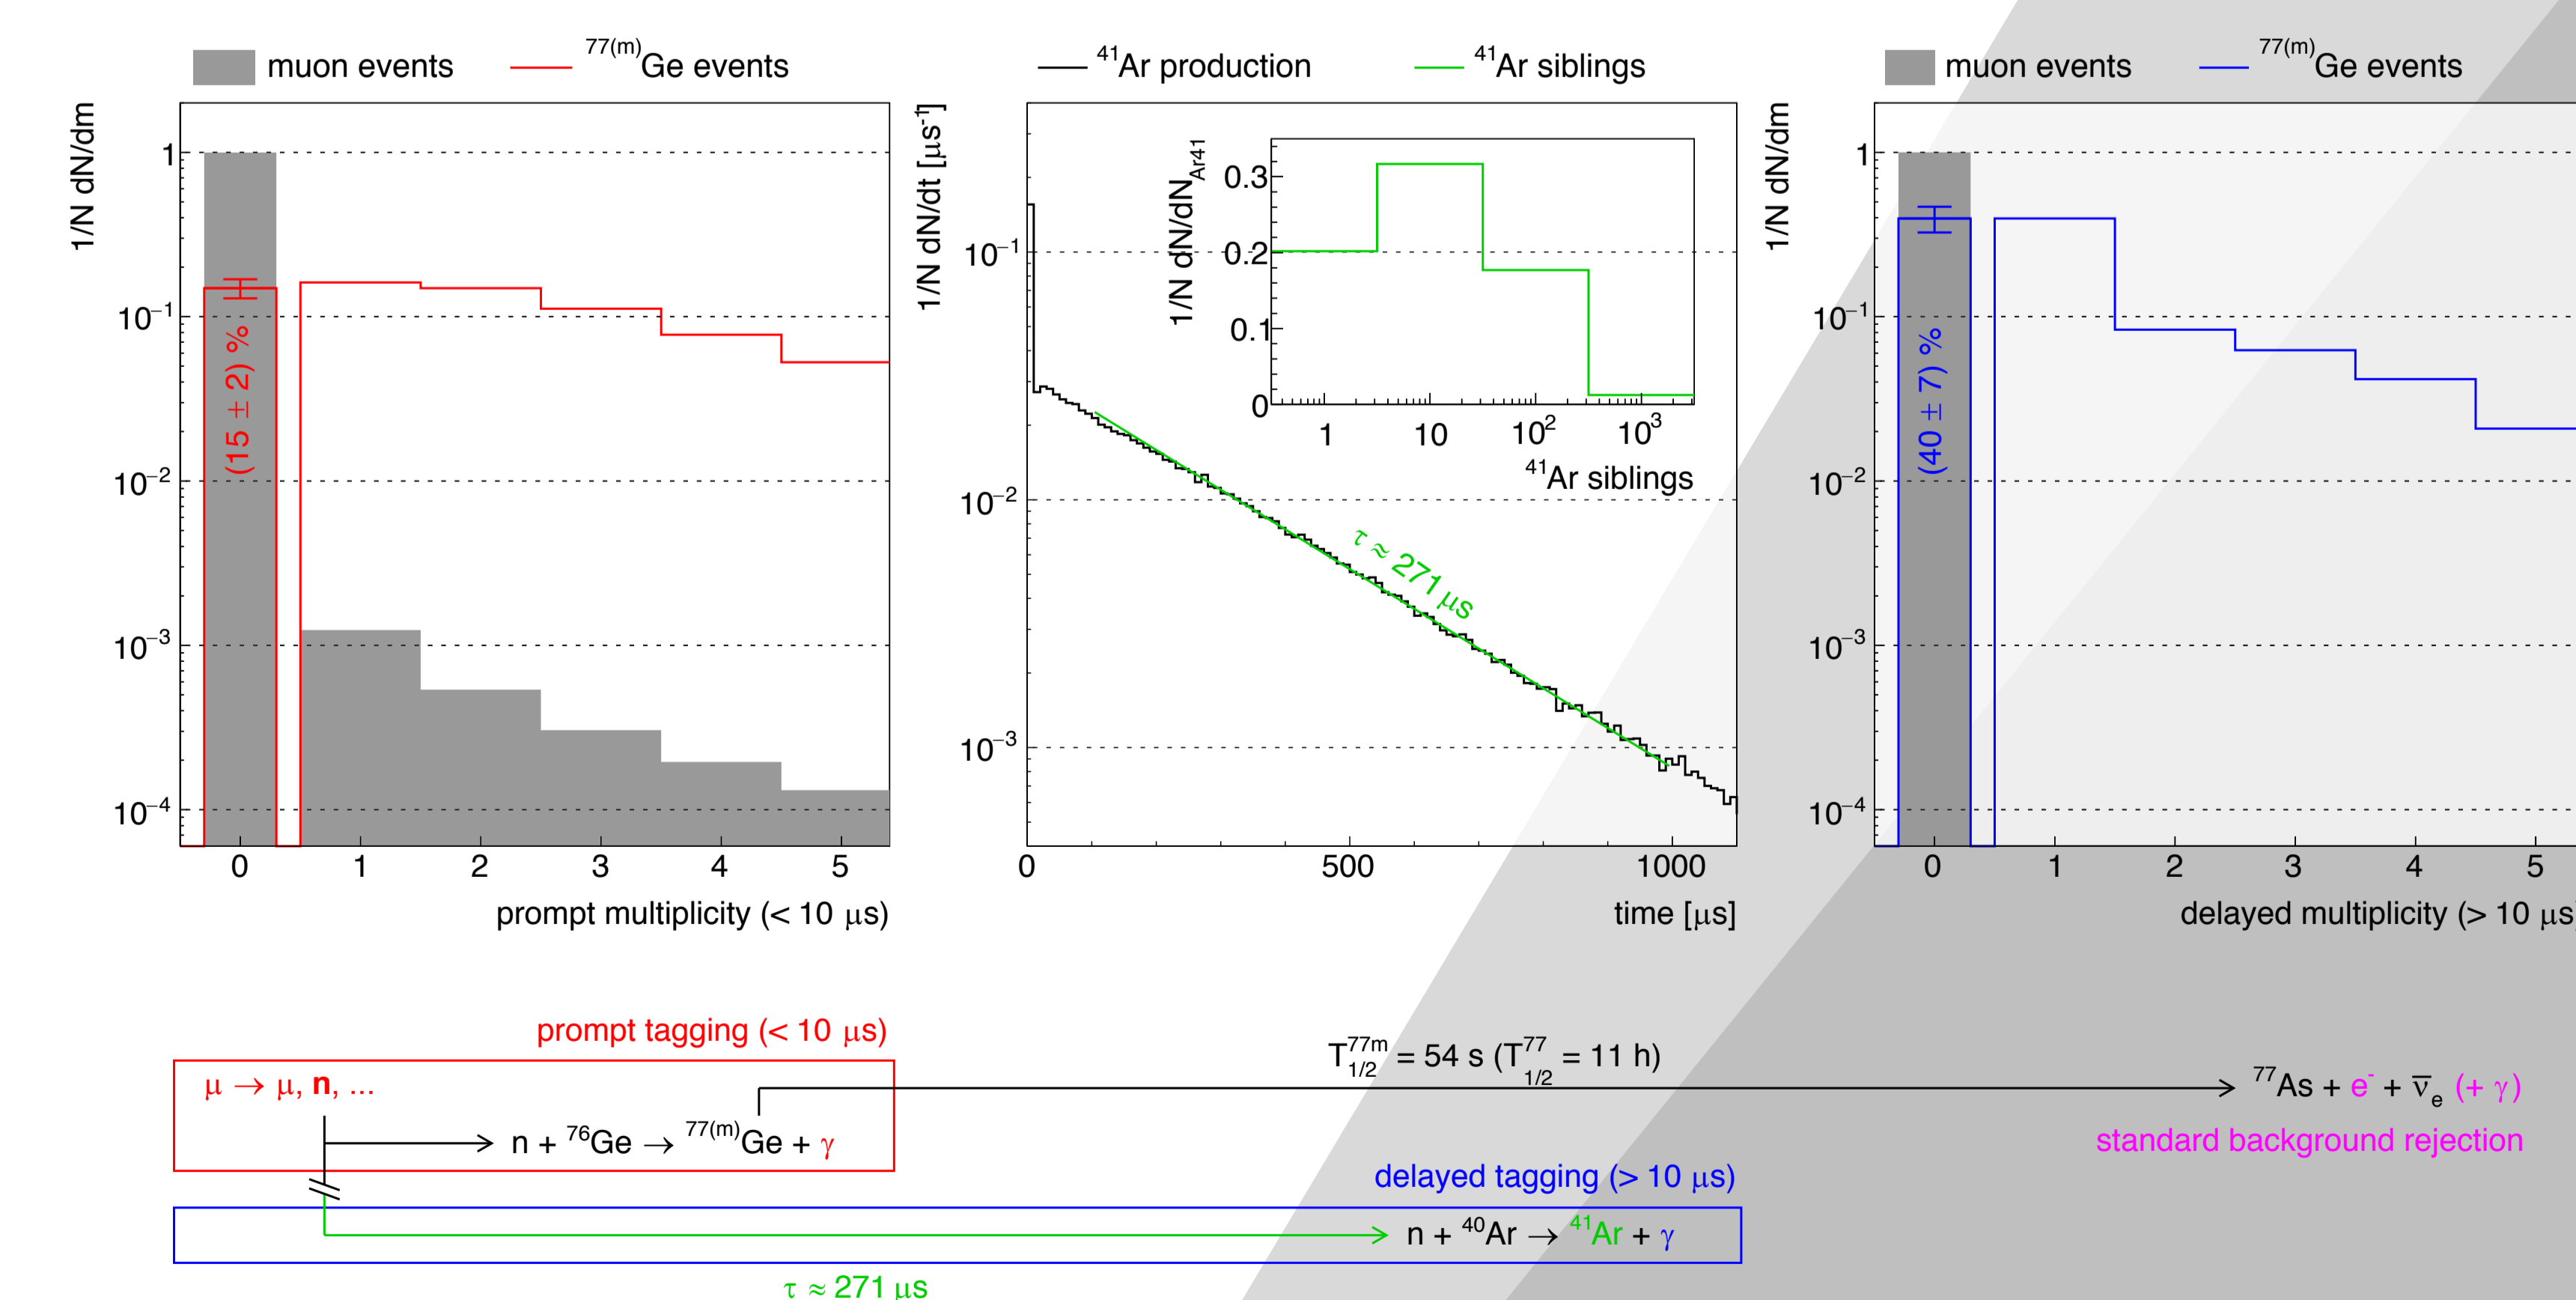 muon events
77(m)Ge events
1/N dN/dm
1
10−1
10−2
10−3
10−4
(15 ± 2) %
0 1 2 3 4 5
prompt multiplicity (< 10 μs)
41Ar production
41Ar siblings
1/N dN/dt [μs-1]
10−1
10−2
10−3
τ ≈ 271 μs
0 500 1000
time [μs]
1/N dN/dNAr41
0.3
0.2
0.1
0
1 10 102 103
41Ar siblings
muon events
77(m)Ge events
1/N dN/dm
1
10−1
10−2
10−3
10−4
(40 ± 7) %
0 1 2 3 4 5
delayed multiplicity (> 10 μs
prompt tagging (< 10 μs)
μ → μ, n, ...
n + 76Ge → 77(m)Ge + γ
T1/277m = 54 s (T1/277 = 11 h)
77As + e- + ν̅e (+ γ)
standard background rejection
delayed tagging (> 10 μs)
n + 40Ar → 41Ar + γ
τ ≈ 271 μs